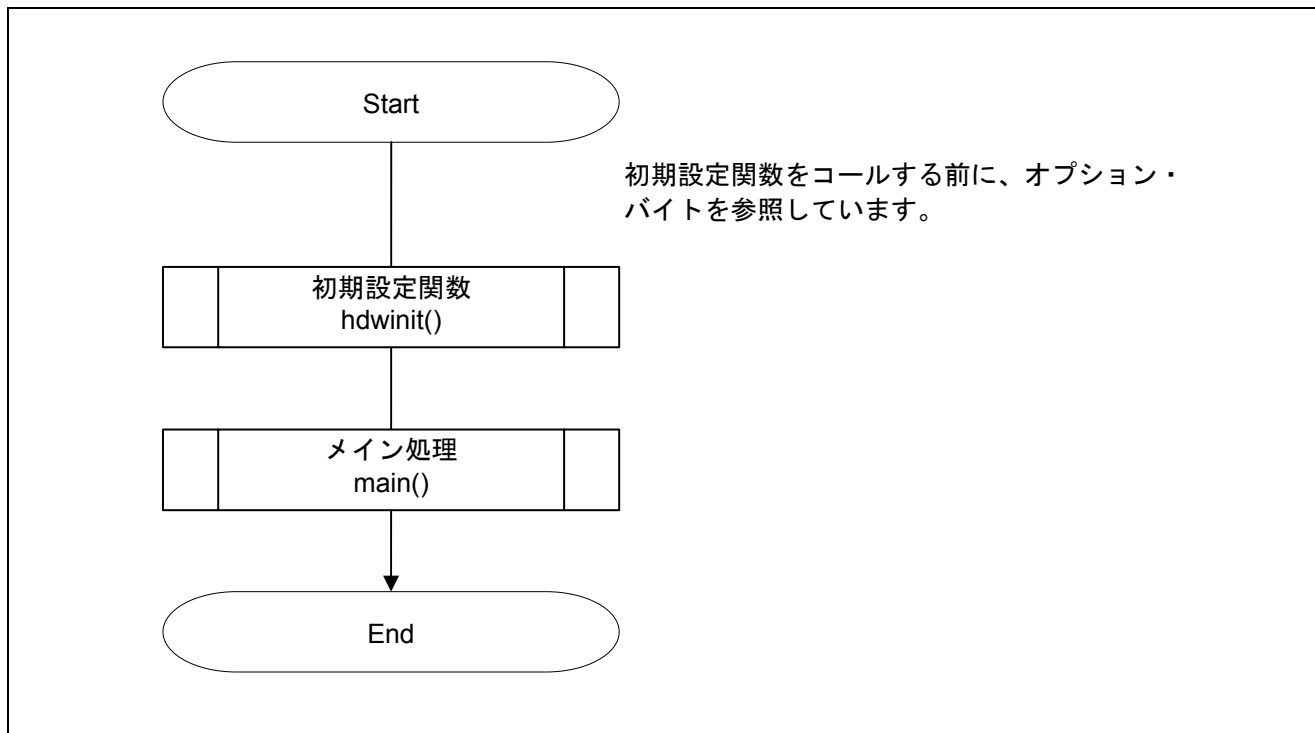 Start
初期設定関数をコールする前に、オプション・
バイトを参照しています。
初期設定関数
hdwinit()
メイン処理
main()
End